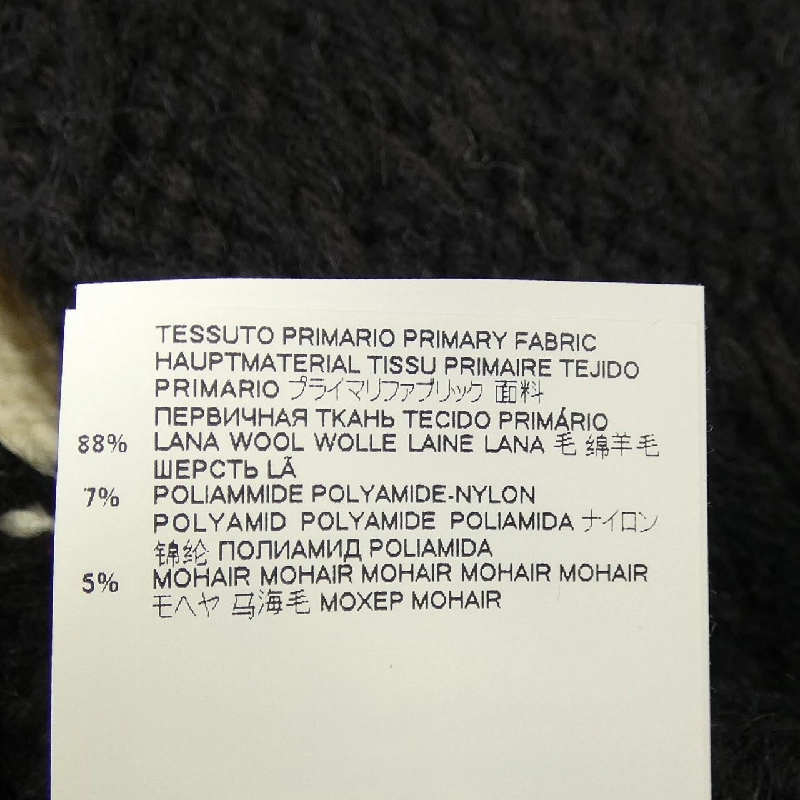 TESSUTO PRIMARIO PRIMARY FABRIC
HAUPTMATERIAL TISSU PRIMAIRE TEJIDO
PRIMARIO プライマリファブリック 面料
ПЕРВИЧНАЯ ТКАНЬ TECIDO PRIMÁRIO
88% LANA WOOL WOLLE LAINE LANA 毛 绵羊毛
ШЕРСТЬ LÃ
7% POLIAMMIDE POLYAMIDE-NYLON
POLYAMID POLYAMIDE POLIAMIDA ナイロン
锦纶 ПОЛИАМИД POLIAMIDA
5% MOHAIR MOHAIR MOHAIR MOHAIR MOHAIR
モヘヤ 马海毛 МОХЕР MOHAIR